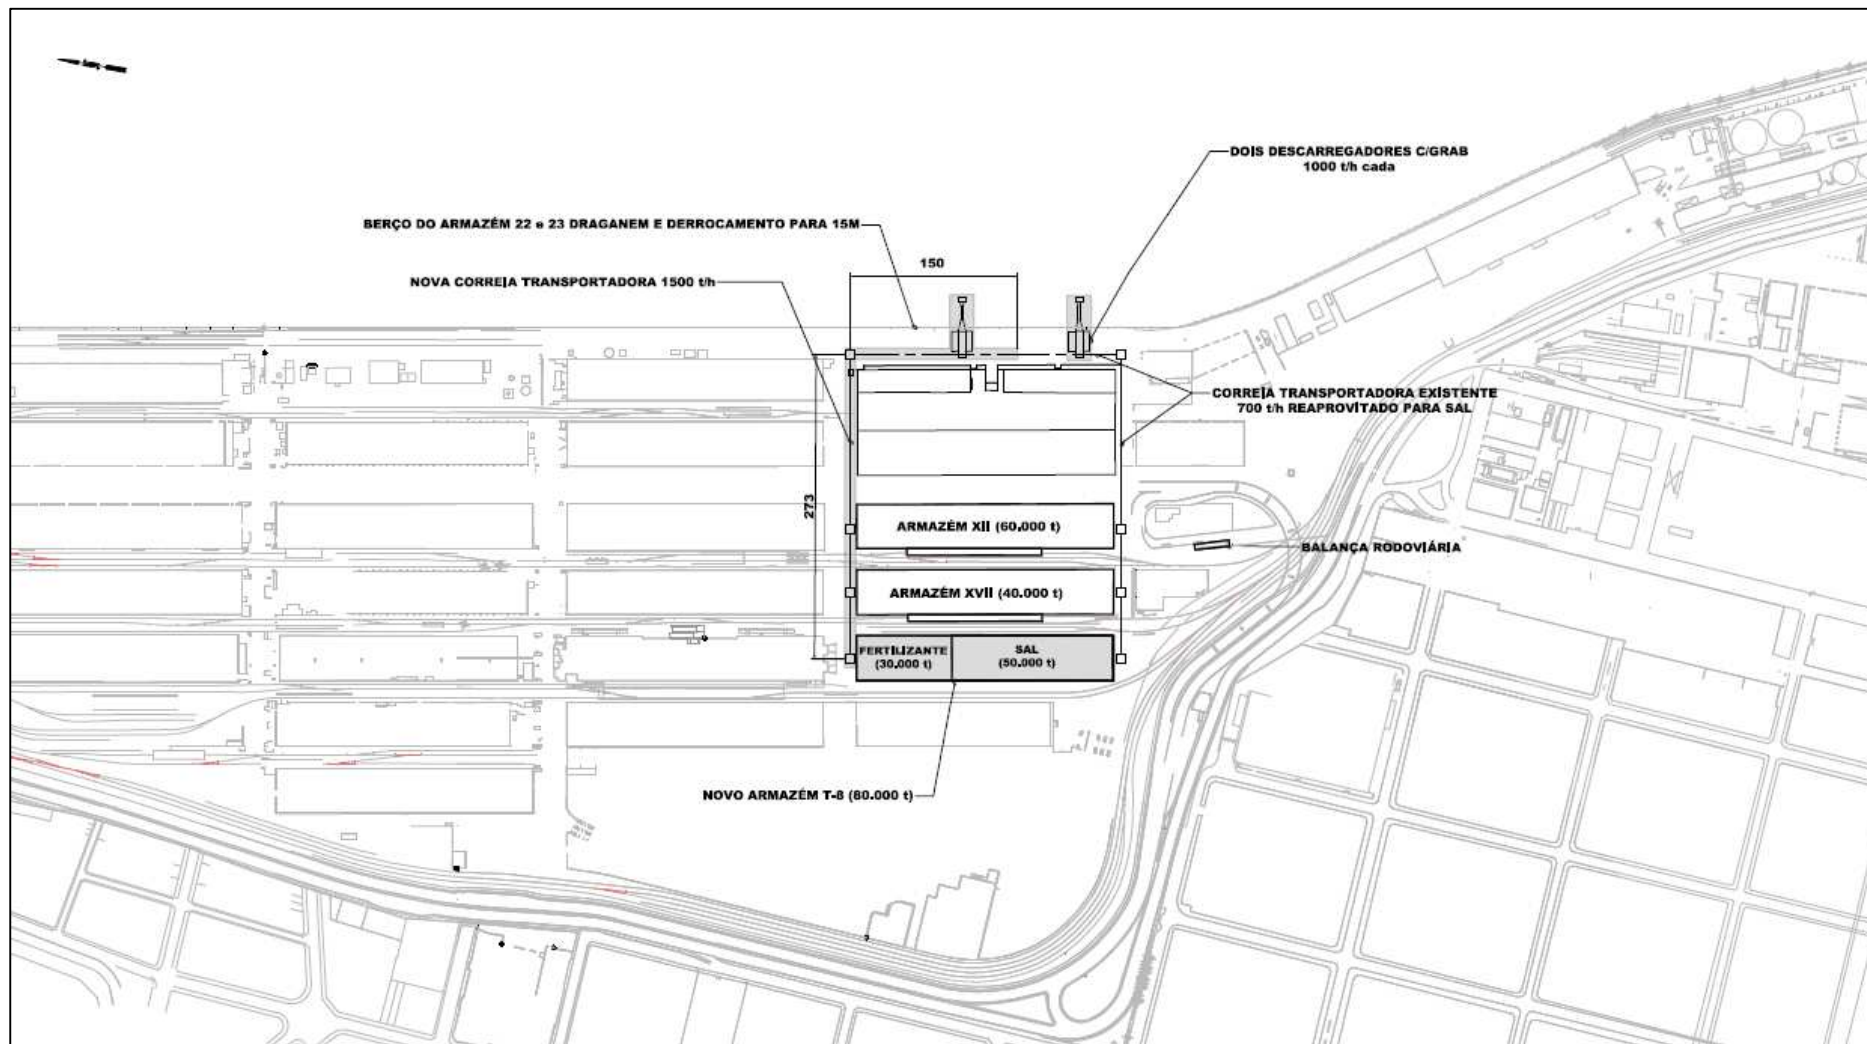 DOIS DESCARREGADORES C/GRAB
1000 t/h cada
BERÇO DO ARMAZÉM 22 e 23 DRAGANEM E DERROCAMENTO PARA 15M
150
NOVA CORREIA TRANSPORTADORA 1500 t/h
CORREIA TRANSPORTADORA EXISTENTE
700 t/h REAPROVITADO PARA SAL
273
ARMAZÉM XII (60.000 t)
BALANÇA RODOVIÁRIA
ARMAZÉM XVII (40.000 t)
FERTILIZANTE
(30.000 t)
SAL
(50.000 t)
NOVO ARMAZÉM T-8 (80.000 t)